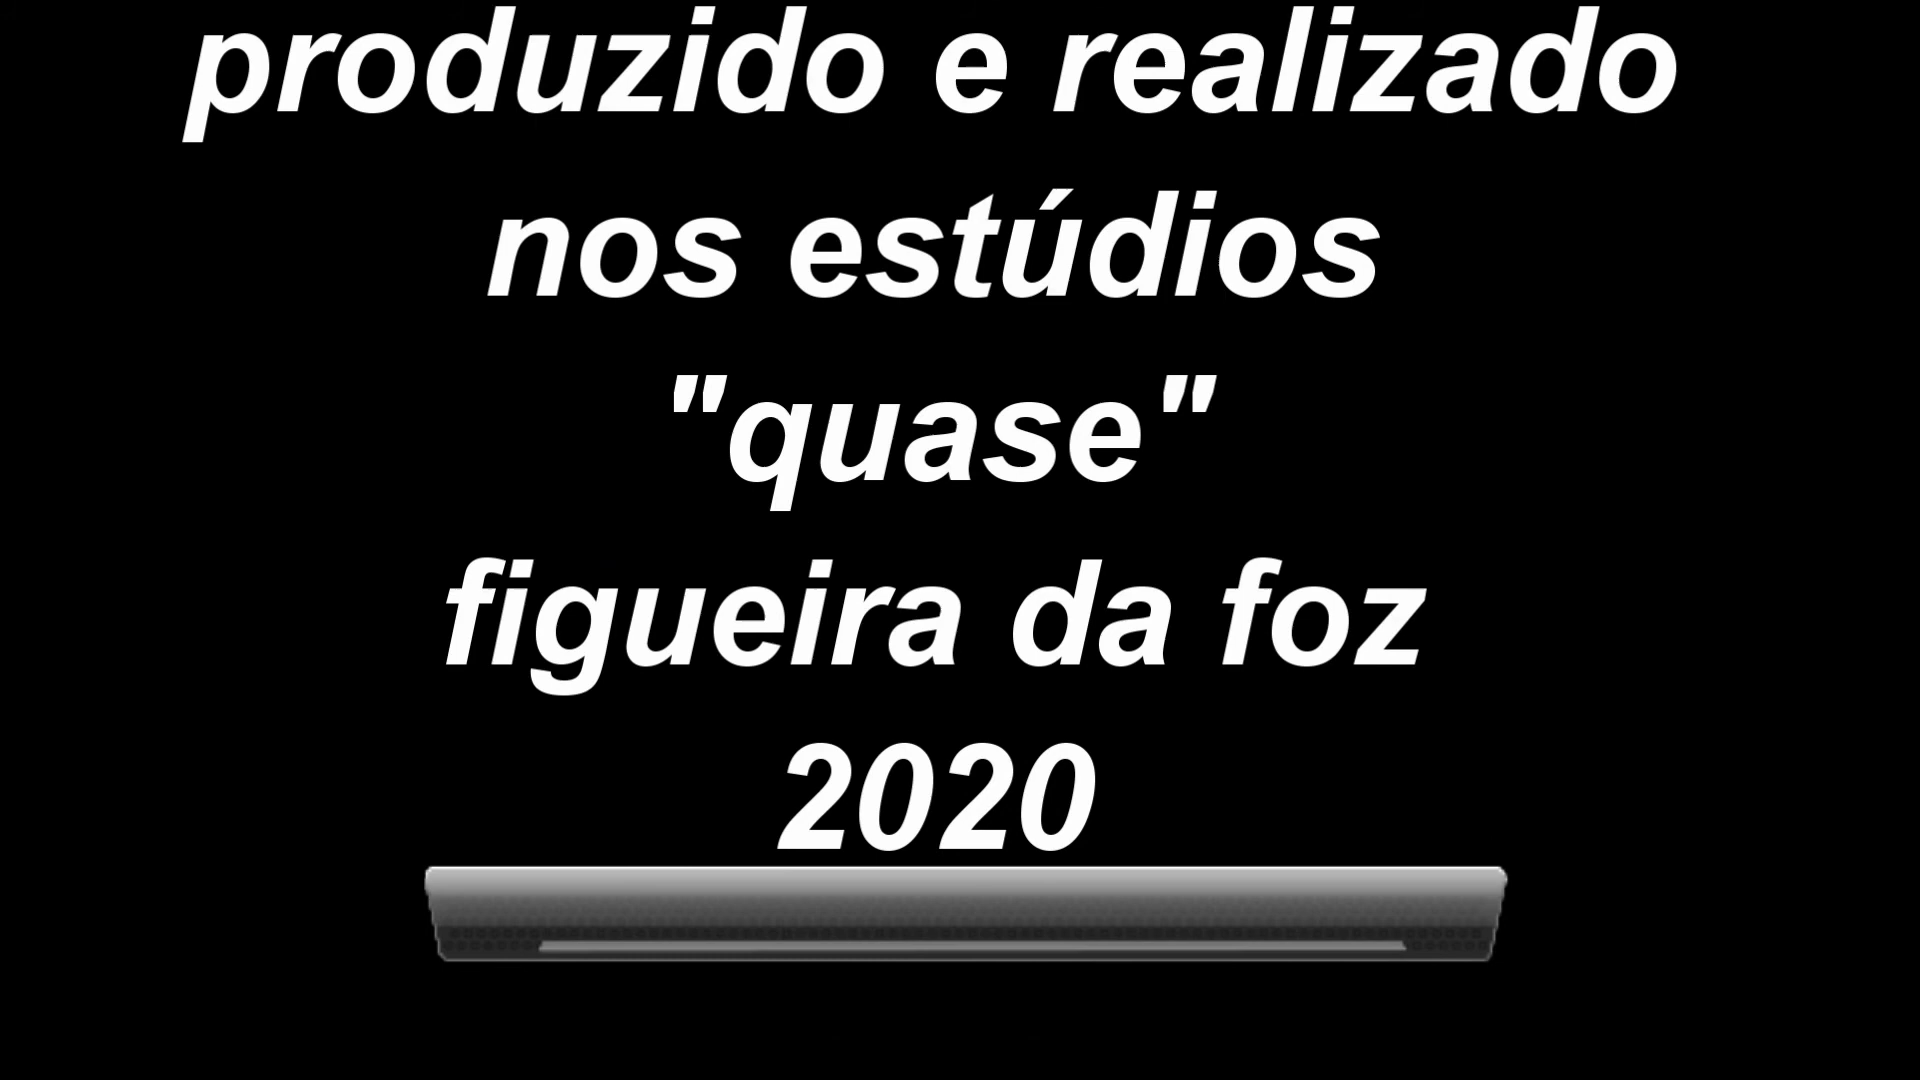 produzido e realizado
nos estúdios
"quase"
figueira da foz
2020